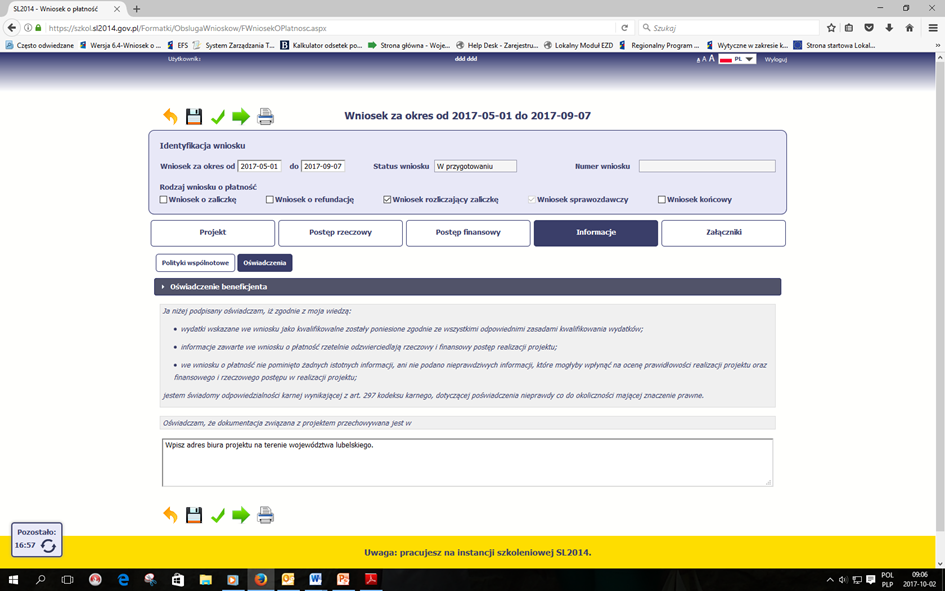 SL2014 - Wniosek o płatność
https://szkol.sl2014.gov.pl/Formatki/ObslugaWnioskow/FWniosekOPlatnosc.aspx
Szukaj
Często odwiedzane Wersja 6.4-Wniosek o ... EFS System Zarządzania T... Kalkulator odsetek po... Strona główna - Woje... Help Desk - Zarejestru... Lokalny Moduł EZD Regionalny Program ... Wytyczne w zakresie k... Strona startowa Lokal...
Użytkownik: ddd ddd A A A PL Wyloguj
Wniosek za okres od 2017-05-01 do 2017-09-07
Identyfikacja wniosku
Wniosek za okres od 2017-05-01 do 2017-09-07 Status wniosku W przygotowaniu Numer wniosku
Rodzaj wniosku o płatność
Wniosek o zaliczkę Wniosek o refundację Wniosek rozliczający zaliczkę Wniosek sprawozdawczy Wniosek końcowy
Projekt Postęp rzeczowy Postęp finansowy Informacje Załączniki
Polityki wspólnotowe Oświadczenia
Oświadczenie beneficjenta
Ja niżej podpisany oświadczam, iż zgodnie z moją wiedzą:
• wydatki wskazane we wniosku jako kwalifikowalne zostały poniesione zgodnie ze wszystkimi odpowiednimi zasadami kwalifikowania wydatków;
• informacje zawarte we wniosku o płatność rzetelnie odzwierciedlają rzeczowy i finansowy postęp realizacji projektu;
• we wniosku o płatność nie pominięto żadnych istotnych informacji, ani nie podano nieprawdziwych informacji, które mogłyby wpłynąć na ocenę prawidłowości realizacji projektu oraz
finansowego i rzeczowego postępu w realizacji projektu;
jestem świadomy odpowiedzialności karnej wynikającej z art. 297 kodeksu karnego, dotyczącej poświadczenia nieprawdy co do okoliczności mającej znaczenie prawne.
Oświadczam, że dokumentacja związana z projektem przechowywana jest w
Wpisz adres biura projektu na terenie województwa lubelskiego.
Pozostało:
16:57
Uwaga: pracujesz na instancji szkoleniowej SL2014.
POL
PLP
09:06
2017-10-02